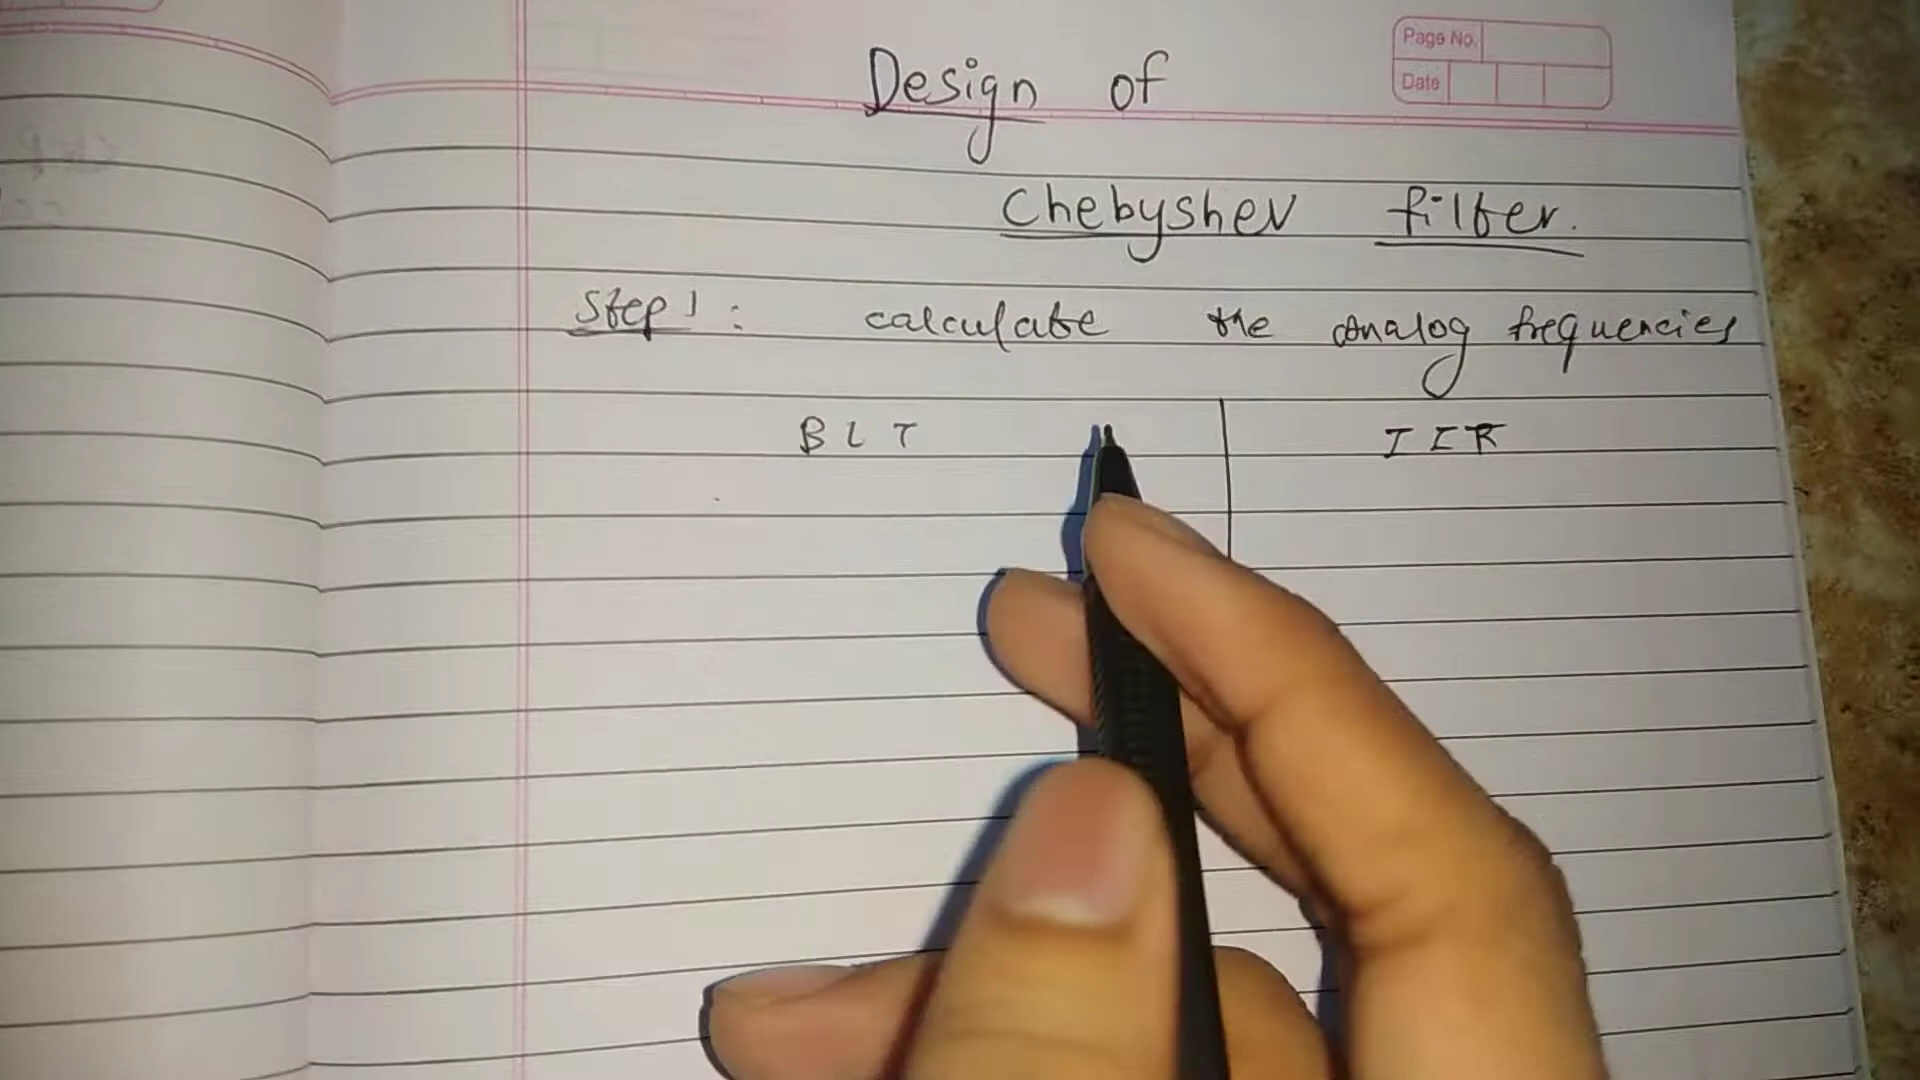 Page No.
Date
Design of
Chebyshev filter.
Step 1: calculate the analog frequencies
BLT IIR